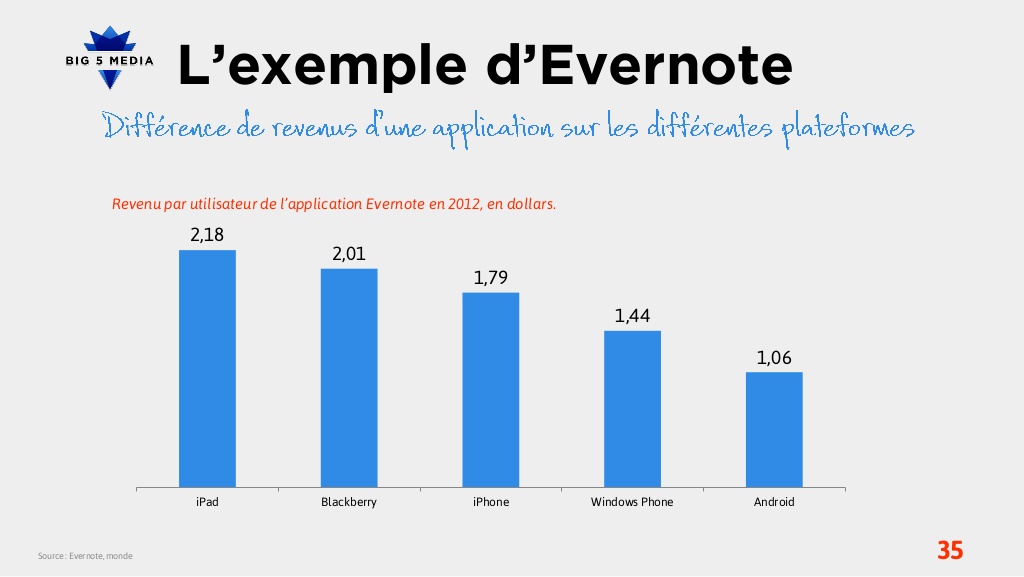 BIG 5 MEDIA
L’exemple d’Evernote
Différence de revenus d’une application sur les différentes plateformes
Revenu par utilisateur de l’application Evernote en 2012, en dollars.
2,18
2,01
1,79
1,44
1,06
iPad
Blackberry
iPhone
Windows Phone
Android
Source : Evernote, monde
35